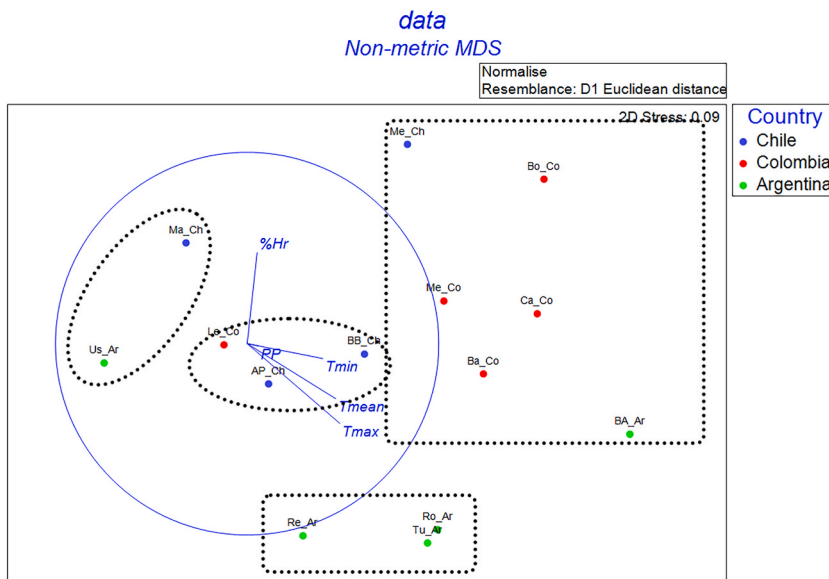 data
Non-metric MDS
Normalise
Resemblance: D1 Euclidean distance
2D Stress: 0.09
Country
Chile
Colombia
Argentina
Me_Ch
Bo_Co
Ma_Ch
%Hr
Me_Co
Ca_Co
Le_Co
BB_Ch
Us_Ar
PP
Tmin
AP_Ch
Ba_Co
Tmean
Tmax
BA_Ar
Re_Ar
Ro_Ar
Tu_Ar